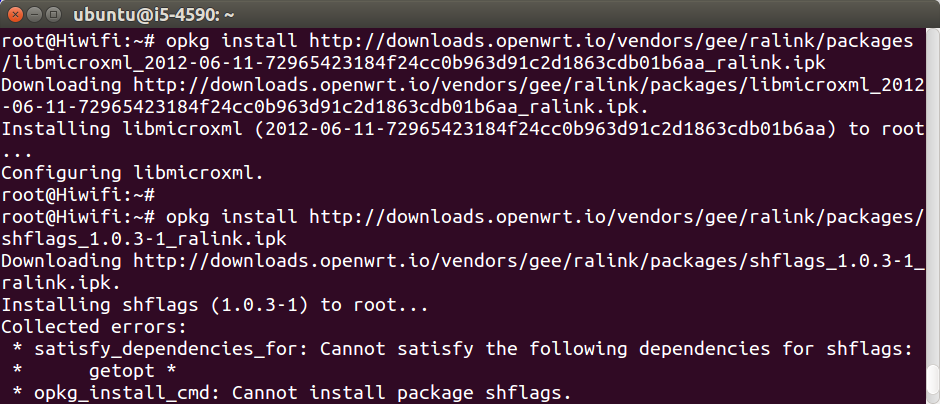 ubuntu@i5-4590: ~
root@Hiwifi:~# opkg install http://downloads.openwrt.io/vendors/gee/ralink/packages
/libmicroxml_2012-06-11-72965423184f24cc0b963d91c2d1863cdb01b6aa_ralink.ipk
Downloading http://downloads.openwrt.io/vendors/gee/ralink/packages/libmicroxml_2012
-06-11-72965423184f24cc0b963d91c2d1863cdb01b6aa_ralink.ipk.
Installing libmicroxml (2012-06-11-72965423184f24cc0b963d91c2d1863cdb01b6aa) to root
...
Configuring libmicroxml.
root@Hiwifi:~#
root@Hiwifi:~# opkg install http://downloads.openwrt.io/vendors/gee/ralink/packages/
shflags_1.0.3-1_ralink.ipk
Downloading http://downloads.openwrt.io/vendors/gee/ralink/packages/shflags_1.0.3-1_
ralink.ipk.
Installing shflags (1.0.3-1) to root...
Collected errors:
 * satisfy_dependencies_for: Cannot satisfy the following dependencies for shflags:
 *      getopt *
 * opkg_install_cmd: Cannot install package shflags.